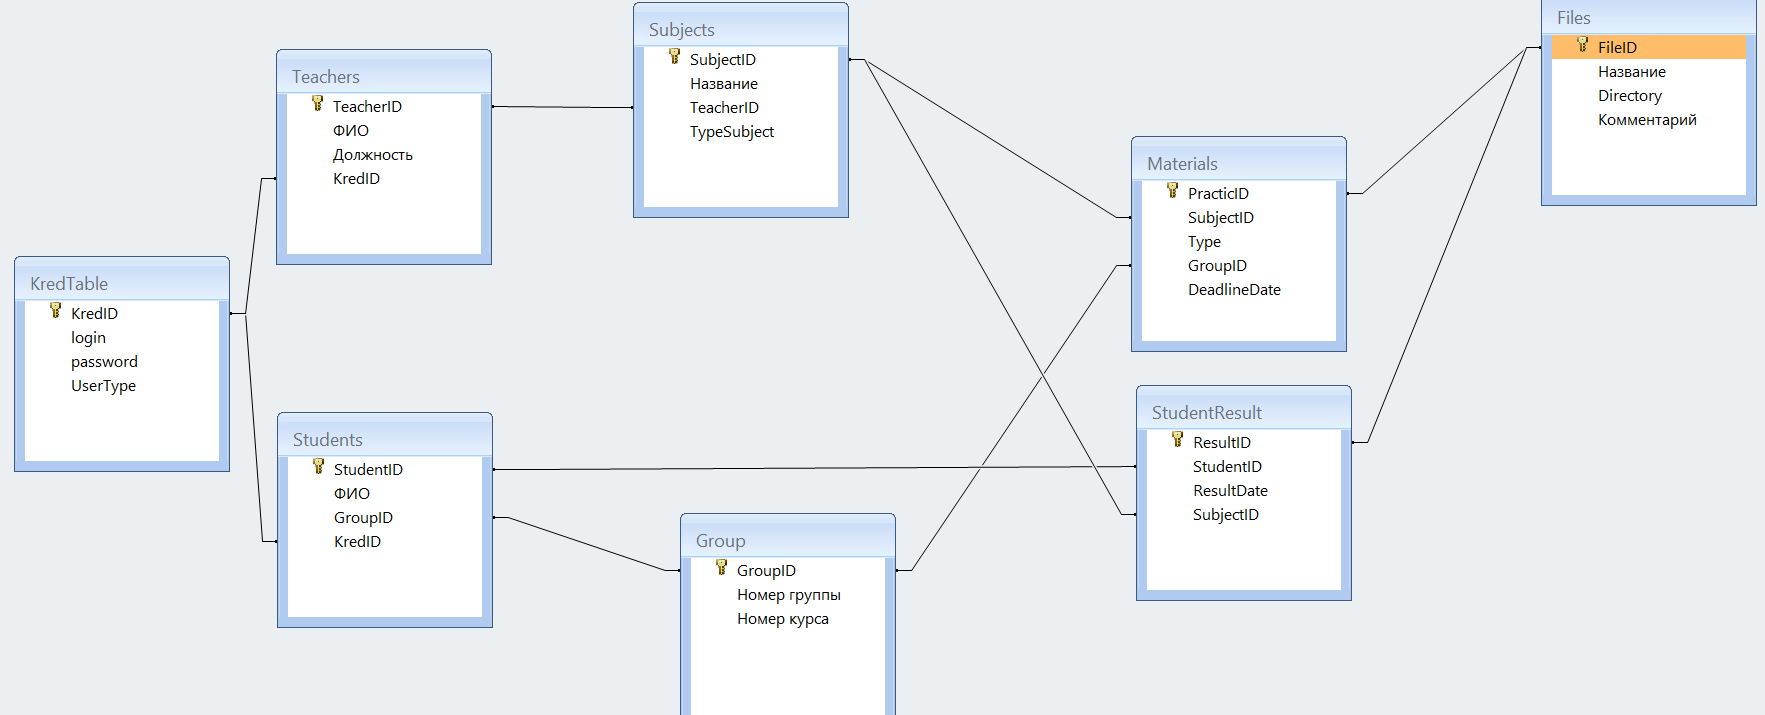 Teachers
TeacherID
ФИО
Должность
KredID
Subjects
SubjectID
Название
TeacherID
TypeSubject
Files
FileID
Название
Directory
Комментарий
Materials
PracticID
SubjectID
Type
GroupID
DeadlineDate
KredTable
KredID
login
password
UserType
Students
StudentID
ФИО
GroupID
KredID
Group
GroupID
Номер группы
Номер курса
StudentResult
ResultID
StudentID
ResultDate
SubjectID